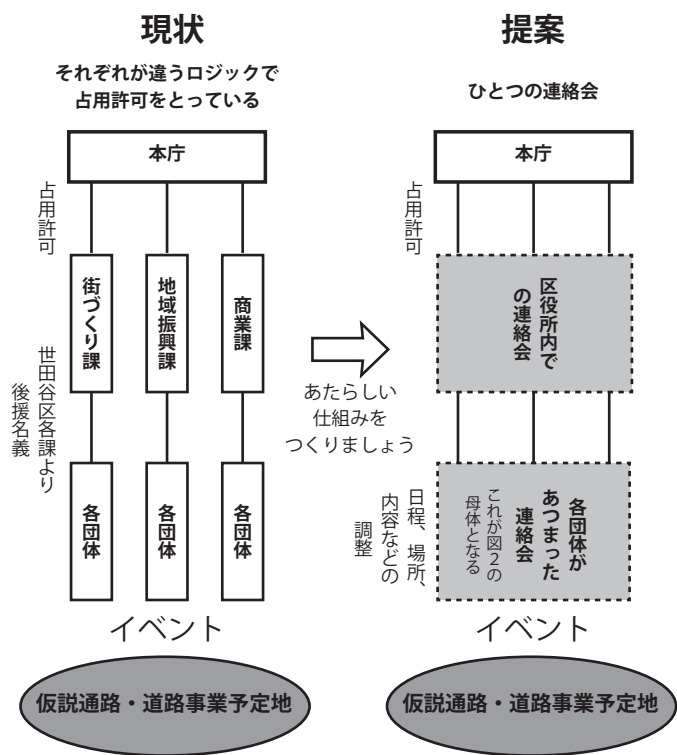 現状
それぞれが違うロジックで
占用許可をとっている
本庁
占用許可
街づくり課
地域振興課
商業課
世田谷区各課より
後援名義
各団体
各団体
各団体
イベント
仮説通路・道路事業予定地
あたらしい
仕組みを
つくりましょう
提案
ひとつの連絡会
本庁
占用許可
区役所内で
の連絡会
各団体が
あつまった
連絡会
これが図2の
母体となる
日程、場所、
内容などの
調整
イベント
仮説通路・道路事業予定地